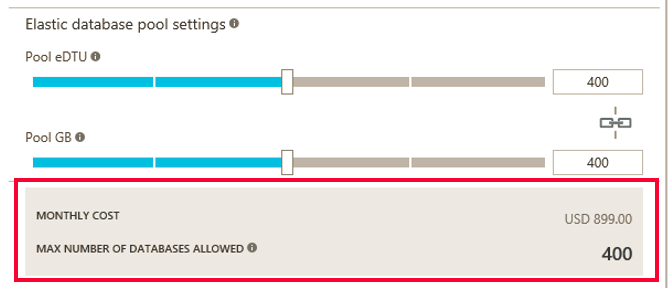 Elastic database pool settings
Pool eDTU
400
Pool GB
400
MONTHLY COST
USD 899.00
MAX NUMBER OF DATABASES ALLOWED
400